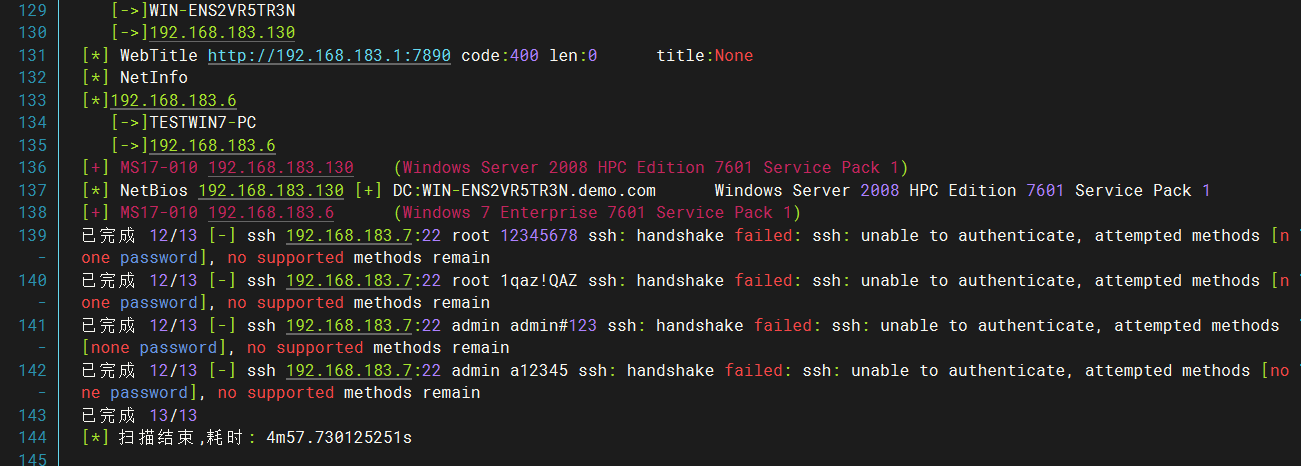 129 [->]WIN-ENS2VR5TR3N
130 [->]192.168.183.130
131 [*] WebTitle http://192.168.183.1:7890 code:400 len:0 title:None
132 [*] NetInfo
133 [*]192.168.183.6
134 [->]TESTWIN7-PC
135 [->]192.168.183.6
136 [+] MS17-010 192.168.183.130 (Windows Server 2008 HPC Edition 7601 Service Pack 1)
137 [*] NetBios 192.168.183.130 [+] DC:WIN-ENS2VR5TR3N.demo.com Windows Server 2008 HPC Edition 7601 Service Pack 1
138 [+] MS17-010 192.168.183.6 (Windows 7 Enterprise 7601 Service Pack 1)
139 已完成 12/13 [-] ssh 192.168.183.7:22 root 12345678 ssh: handshake failed: ssh: unable to authenticate, attempted methods [n
- one password], no supported methods remain
140 已完成 12/13 [-] ssh 192.168.183.7:22 root 1qaz!QAZ ssh: handshake failed: ssh: unable to authenticate, attempted methods [n
- one password], no supported methods remain
141 已完成 12/13 [-] ssh 192.168.183.7:22 admin admin#123 ssh: handshake failed: ssh: unable to authenticate, attempted methods
- [none password], no supported methods remain
142 已完成 12/13 [-] ssh 192.168.183.7:22 admin a12345 ssh: handshake failed: ssh: unable to authenticate, attempted methods [no
- ne password], no supported methods remain
143 已完成 13/13
144 [*] 扫描结束,耗时: 4m57.730125251s
145